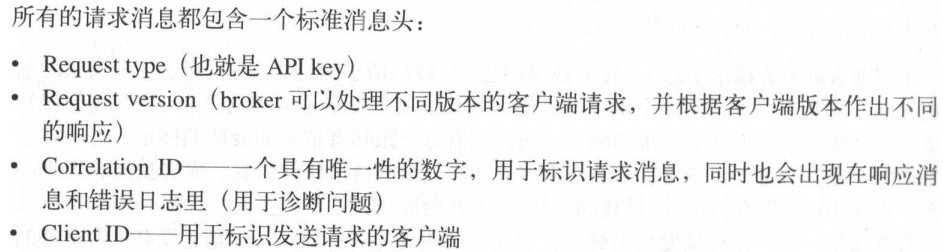 所有的请求消息都包含一个标准消息头：
• Request type（也就是 API key）
• Request version（broker 可以处理不同版本的客户端请求，并根据客户端版本作出不同
的响应）
• Correlation ID——一个具有唯一性的数字，用于标识请求消息，同时也会出现在响应消
息和错误日志里（用于诊断问题）
• Client ID——用于标识发送请求的客户端